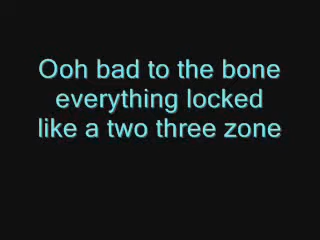 Ooh bad to the bone
everything locked
like a two three zone